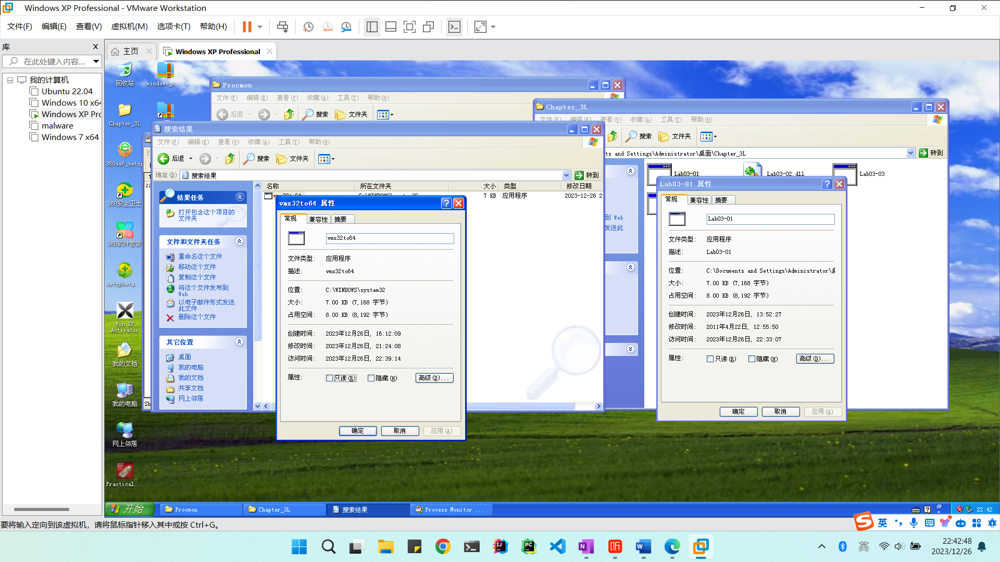 Windows XP Professional - VMware Workstation
文件(F) 编辑(E) 查看(V) 虚拟机(M) 选项卡(T) 帮助(H)
库
在此处键入内容...
我的计算机
Ubuntu 22.04
Windows 10 x64
Windows XP Pro
malware
Windows 7 x64
主页
Windows XP Professional
回收站
windows_x...
Chapter_3L
360se6_setup
360安全卫士
360软件管家
setupbeta...
Win XP
Activator
我的文档
我的电脑
网上邻居
Practical...
Procmon
文件(F) 编辑(E) 查看(V) 收藏(A) 工具(T) 帮助(H)
后退 搜索 文件夹
Chapter_3L
文件(F) 编辑(E) 查看(V) 收藏(A) 工具(T) 帮助(H)
搜索 文件夹
ts and Settings\Administrator\桌面\Chapter_3L
转到
Lab03-01
Lab03-02.dll
Lab03-03
到 Web
发送此
搜索结果
文件(F) 编辑(E) 查看(V) 收藏(A) 工具(T) 帮助(H)
后退 搜索 文件夹
地址(D) 搜索结果 转到
名称 所在文件夹 大小 类型 修改日期
7 KB 应用程序 2023-12-26 2
结果任务
打开包含这个项目的
文件夹
文件和文件夹任务
重命名这个文件
移动这个文件
复制这个文件
将这个文件发布到
Web
以电子邮件形式发送
此文件
删除这个文件
其它位置
桌面
我的电脑
我的文档
共享文档
网上邻居
Sh
vmx32to64 属性
常规 兼容性 摘要
vmx32to64
文件类型: 应用程序
描述: vmx32to64
位置: C:\WINDOWS\system32
大小: 7.00 KB (7,168 字节)
占用空间: 8.00 KB (8,192 字节)
创建时间: 2023年12月26日, 16:12:09
修改时间: 2023年12月26日, 21:24:08
访问时间: 2023年12月26日, 22:39:14
属性: 只读(R) 隐藏(H) 高级(D)...
确定 取消 应用(A)
Lab03-01 属性
常规 兼容性 摘要
Lab03-01
文件类型: 应用程序
描述: Lab03-01
位置: C:\Documents and Settings\Administrator\桌
大小: 7.00 KB (7,168 字节)
占用空间: 8.00 KB (8,192 字节)
创建时间: 2023年12月26日, 13:52:27
修改时间: 2011年4月22日, 12:55:50
访问时间: 2023年12月26日, 22:33:07
属性: 只读(R) 隐藏(H) 高级(D)...
确定 取消 应用(A)
开始 Procmon Chapter_3L 搜索结果 Process Monitor ... 22:42
要将输入定向到该虚拟机，请将鼠标指针移入其中或按 Ctrl+G。
英
英
22:42:48
2023/12/26